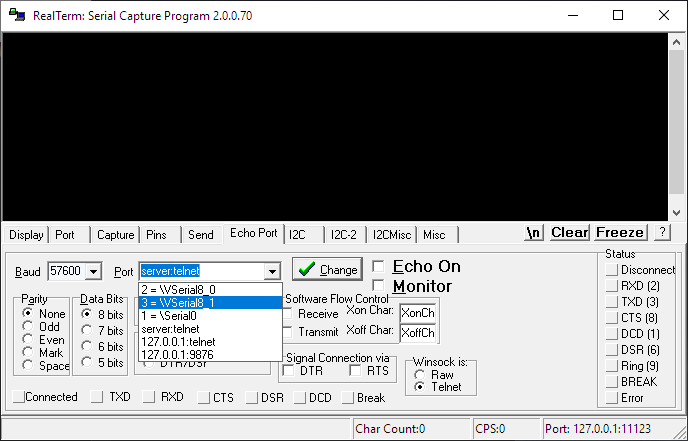 RealTerm: Serial Capture Program 2.0.0.70
Display Port Capture Pins Send Echo Port I2C I2C-2 I2CMisc Misc \n Clear Freeze ?
Baud 57600 Port server:telnet Change Echo On
Monitor
2 = \VSerial8_0
3 = \VSerial8_1
1 = \Serial0
server:telnet
127.0.0.1:telnet
127.0.0.1:9876
Parity
None
Odd
Even
Mark
Space
Data Bits
8 bits
7 bits
6 bits
5 bits
DTR/DSr
Software Flow Control
Receive Xon Char: XonCh
Transmit Xoff Char: XoffCh
Signal Connection via
DTR RTS
Winsock is:
Raw
Telnet
Status
Disconnect
RXD (2)
TXD (3)
CTS (8)
DCD (1)
DSR (6)
Ring (9)
BREAK
Error
Connected TXD RXD CTS DSR DCD Break
Char Count:0 CPS:0 Port: 127.0.0.1:11123